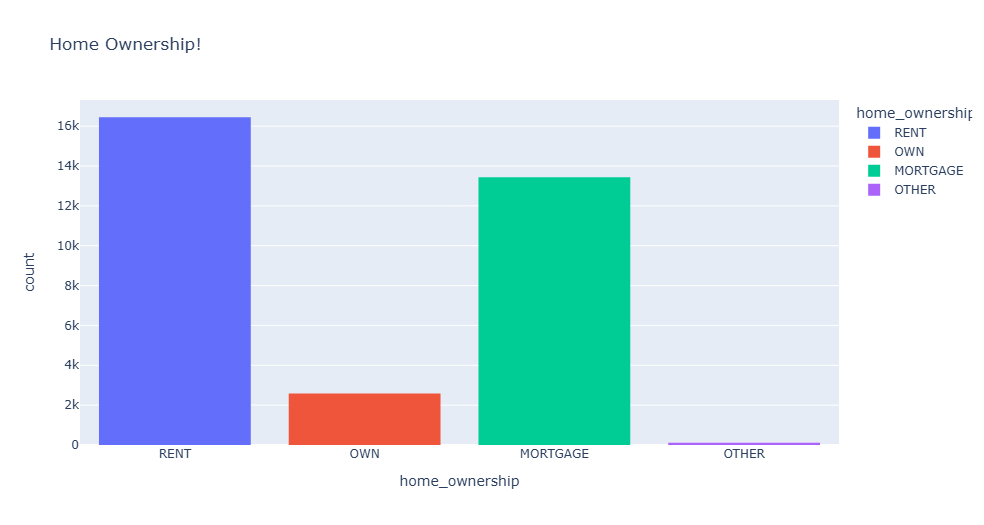 Home Ownership!
count
16k
14k
12k
10k
8k
6k
4k
2k
0
RENT OWN MORTGAGE OTHER
home_ownership
home_ownership
RENT
OWN
MORTGAGE
OTHER